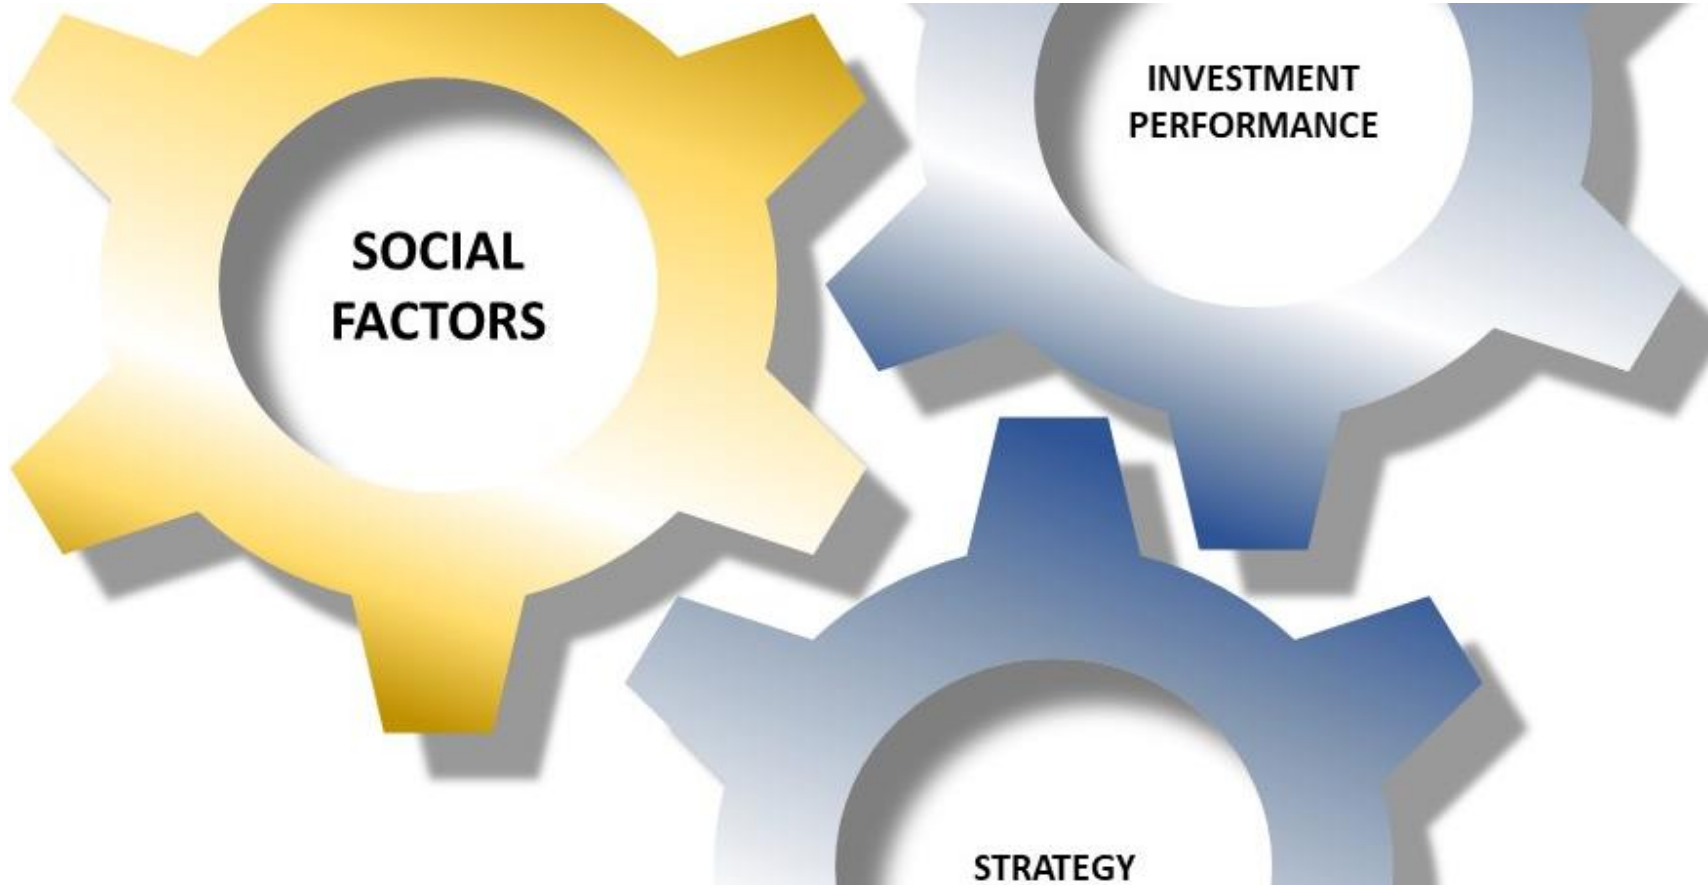 SOCIAL
FACTORS
INVESTMENT
PERFORMANCE
STRATEGY